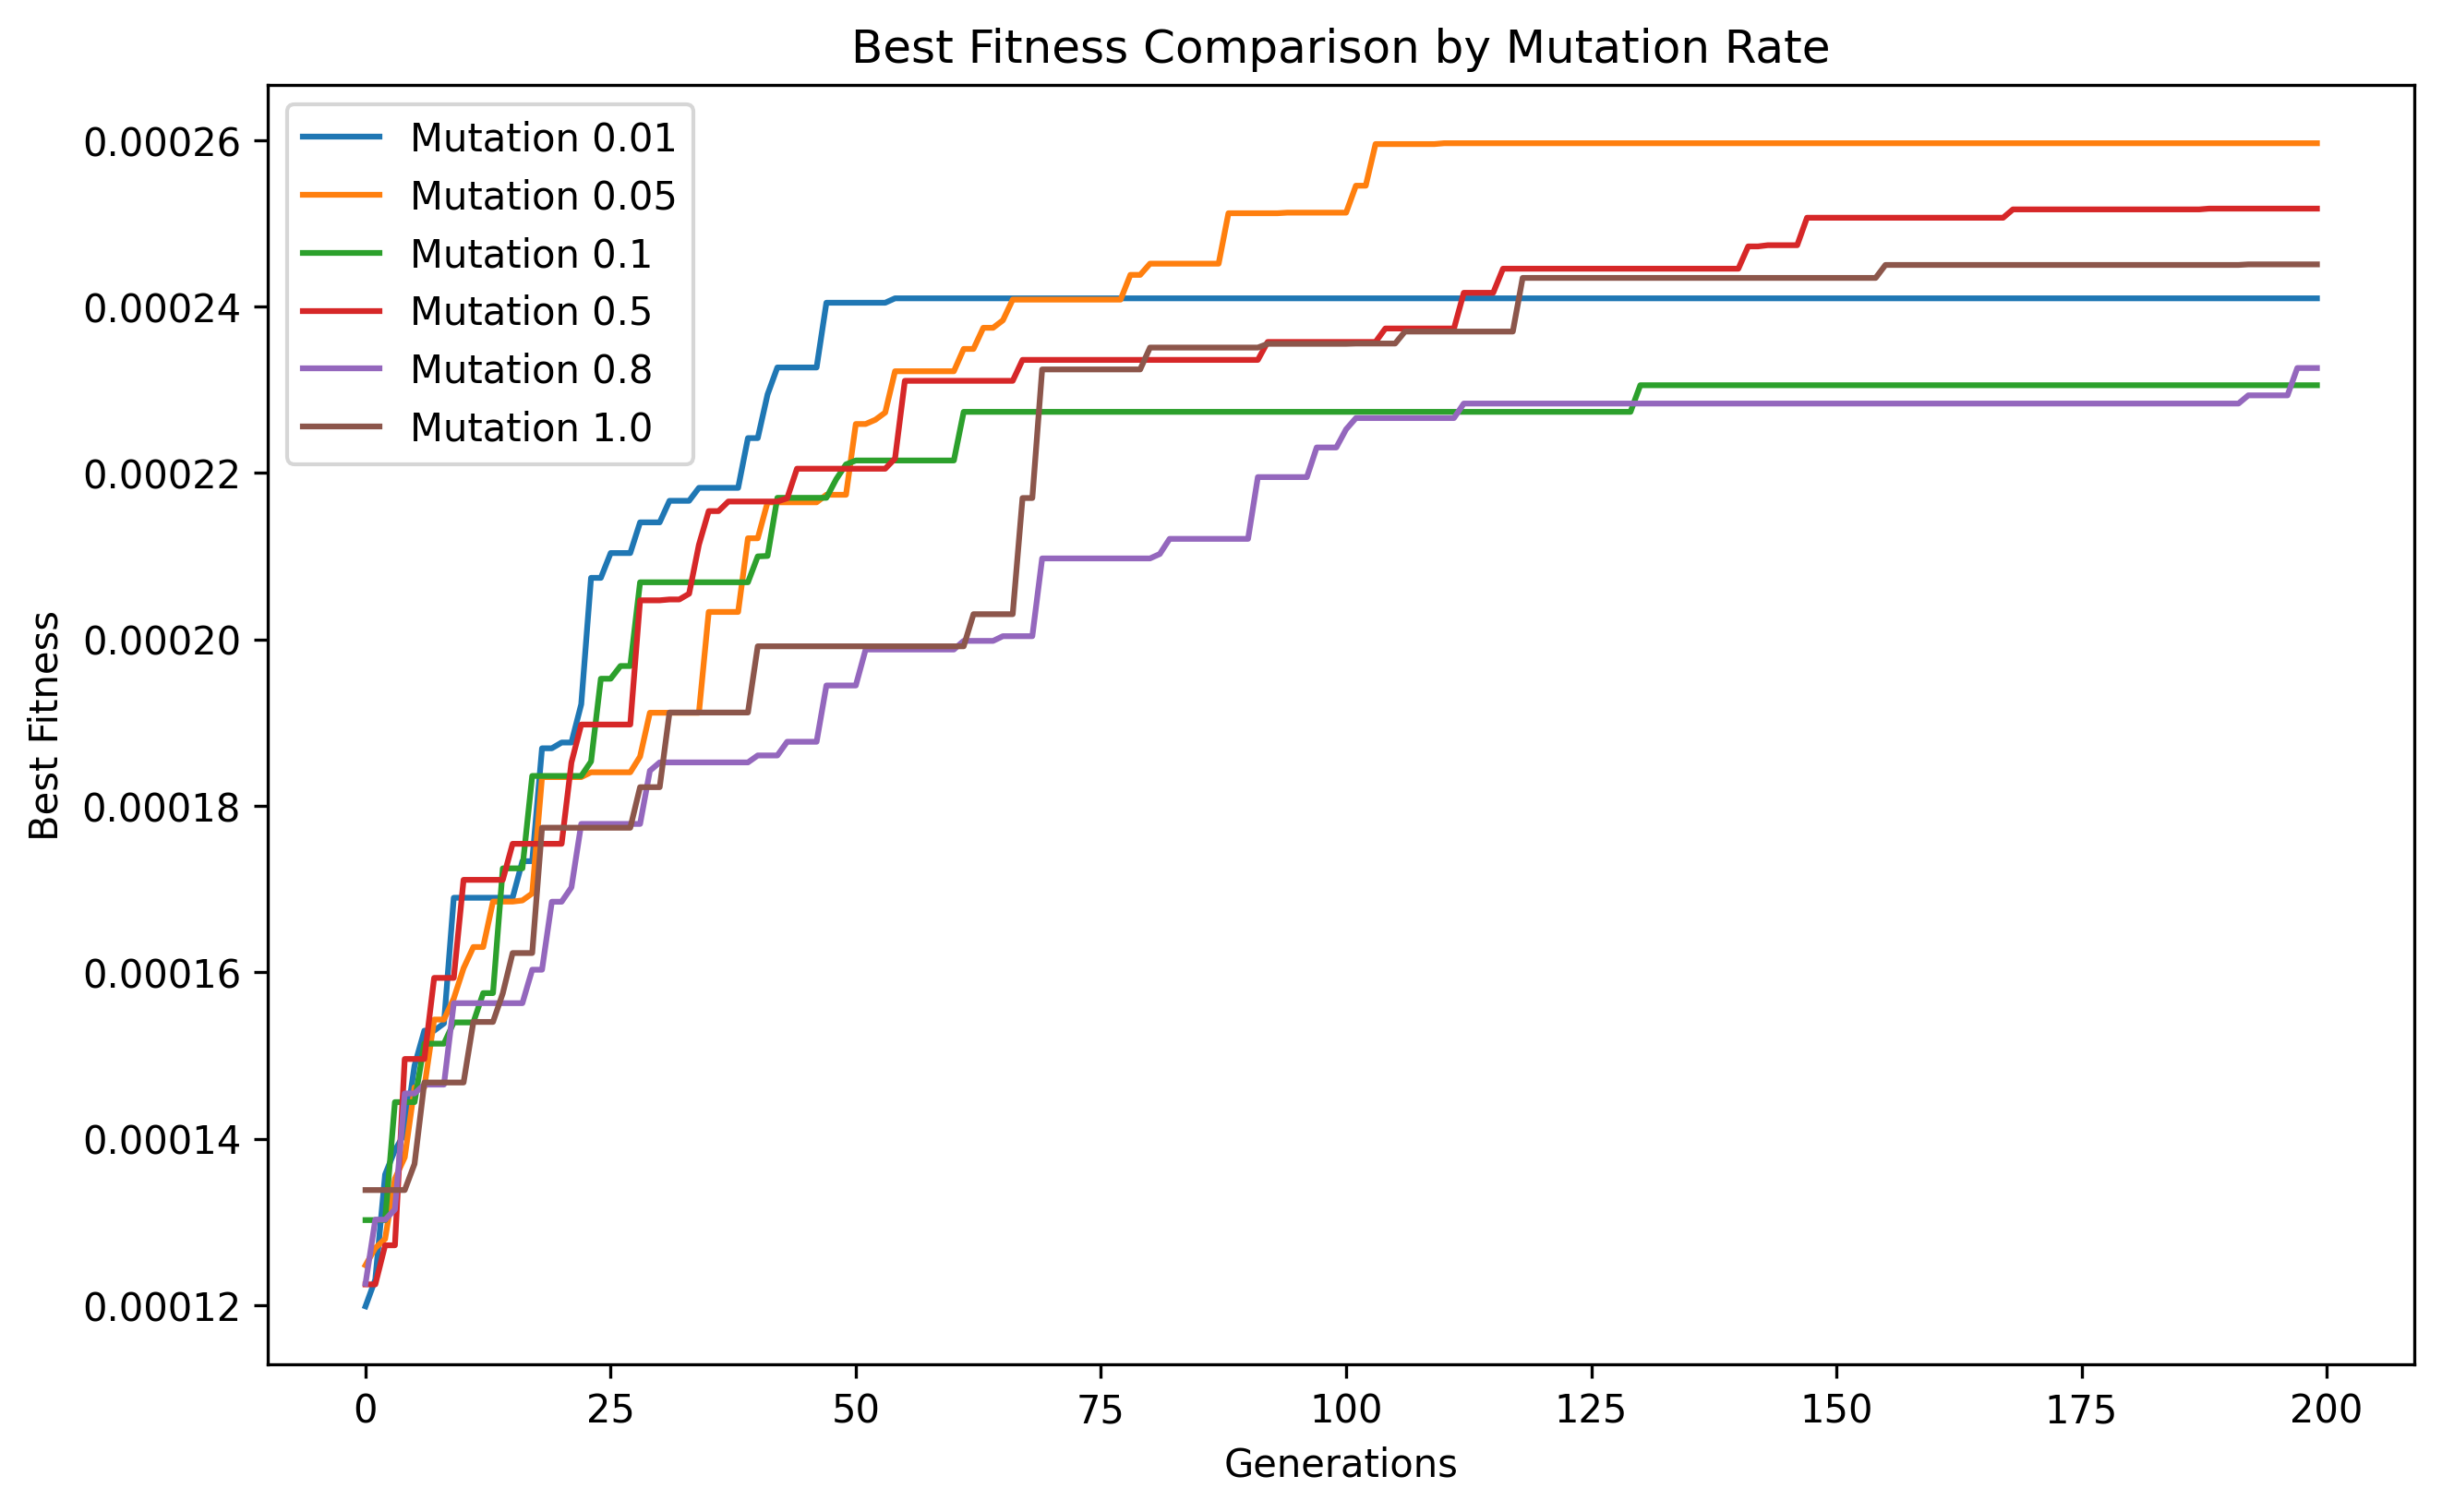 Best Fitness Comparison by Mutation Rate
Mutation 0.01
Mutation 0.05
Mutation 0.1
Mutation 0.5
Mutation 0.8
Mutation 1.0
0.00026
0.00024
0.00022
0.00020
0.00018
0.00016
0.00014
0.00012
Best Fitness
0 25 50 75 100 125 150 175 200
Generations